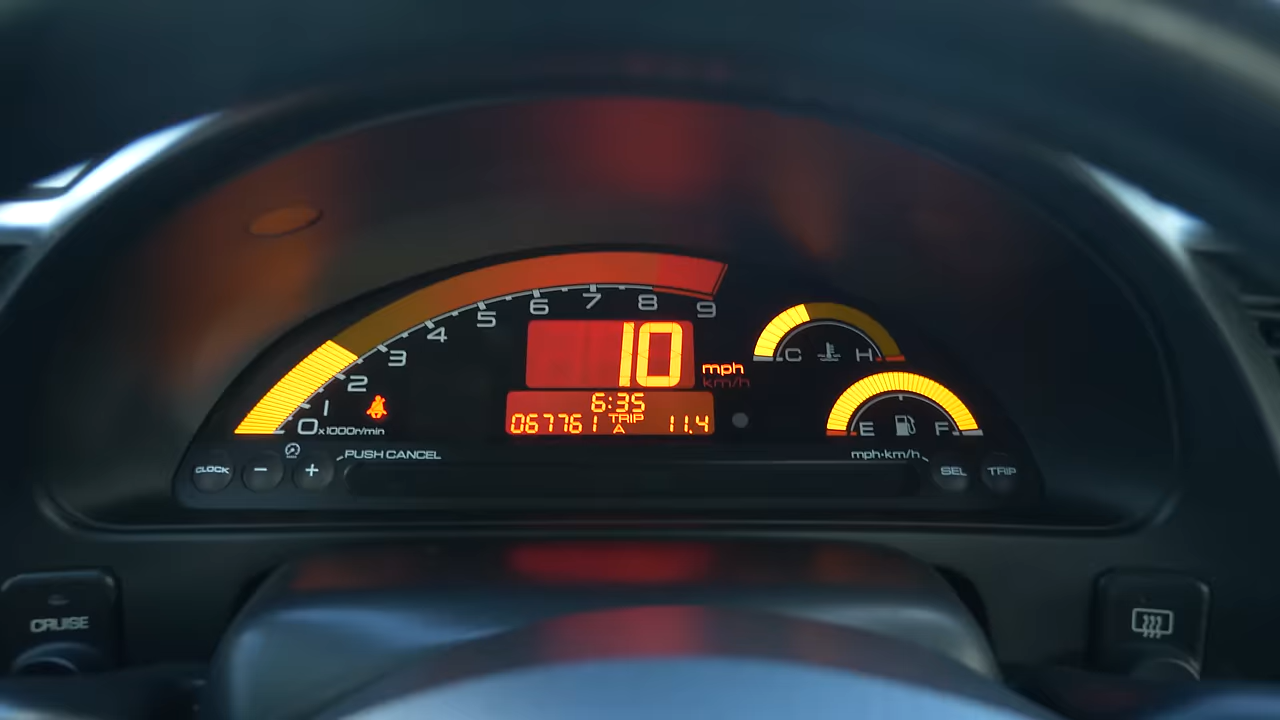 0 1 2 3 4 5 6 7 8 9
x1000r/min
10
mph
km/h
6:35
067761 TRIP A 11.4
C H
E F
CLOCK - + PUSH CANCEL
mph·km/h
SEL TRIP
CRUISE